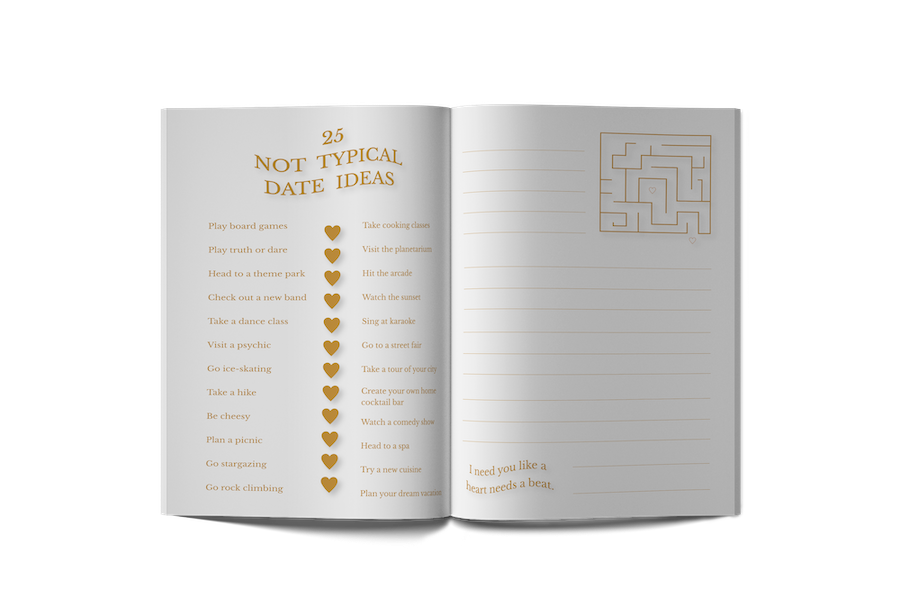 25
NOT TYPICAL
DATE IDEAS
Play board games
Play truth or dare
Head to a theme park
Check out a new band
Take a dance class
Visit a psychic
Go ice-skating
Take a hike
Be cheesy
Plan a picnic
Go stargazing
Go rock climbing
Take cooking classes
Visit the planetarium
Hit the arcade
Watch the sunset
Sing at karaoke
Go to a street fair
Take a tour of your city
Create your own home
cocktail bar
Watch a comedy show
Head to a spa
Try a new cuisine
Plan your dream vacation
I need you like a
heart needs a beat.